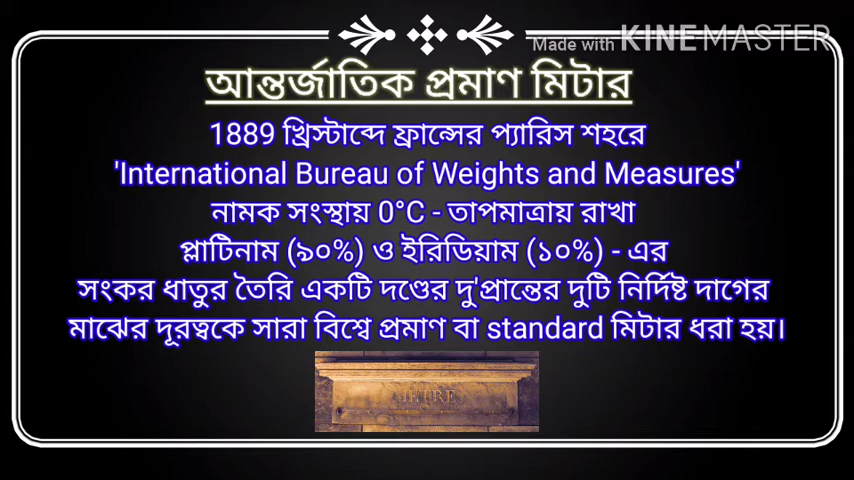 Made with KINEMASTER
আন্তর্জাতিক প্রমাণ মিটার
1889 খ্রিস্টাব্দে ফ্রান্সের প্যারিস শহরে
'International Bureau of Weights and Measures'
নামক সংস্থায় 0°C - তাপমাত্রায় রাখা
প্লাটিনাম (৯০%) ও ইরিডিয়াম (১০%) - এর
সংকর ধাতুর তৈরি একটি দণ্ডের দু'প্রান্তের দুটি নির্দিষ্ট দাগের
মাঝের দূরত্বকে সারা বিশ্বে প্রমাণ বা standard মিটার ধরা হয়।